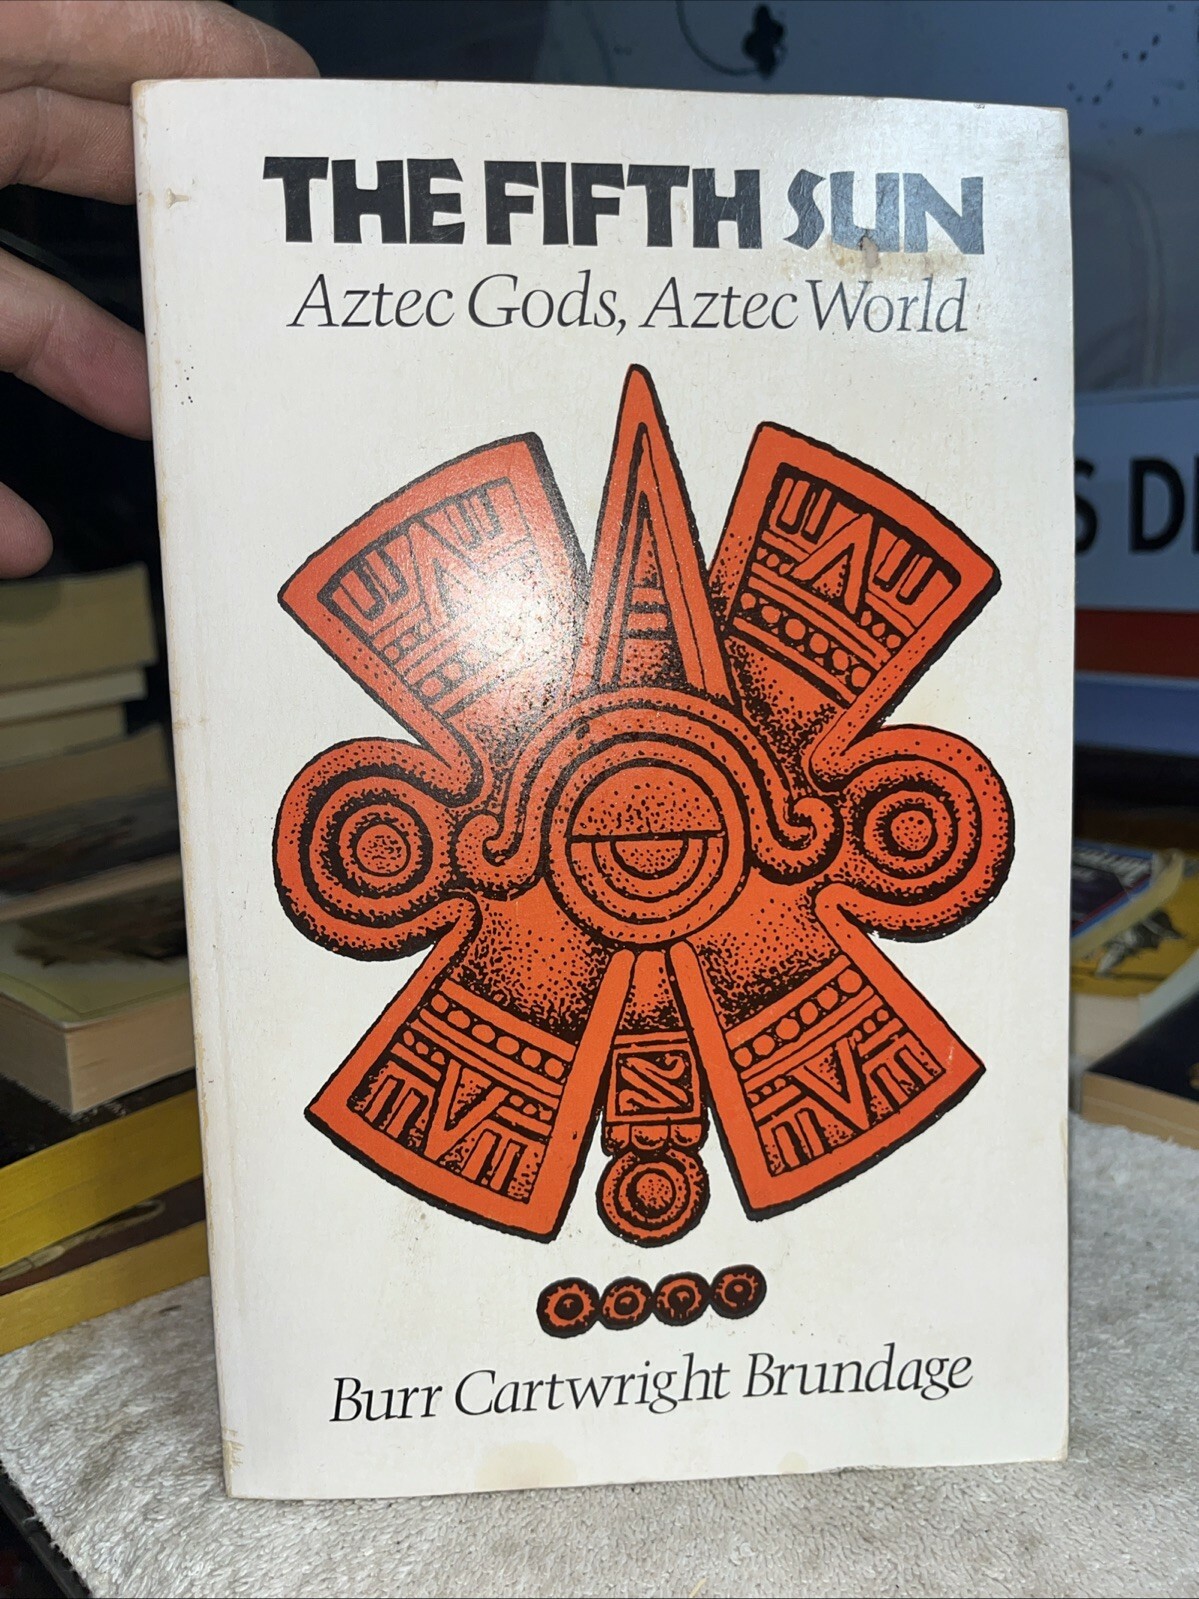 THE FIFTH SUN
Aztec Gods, Aztec World
S D
Burr Cartwright Brundage